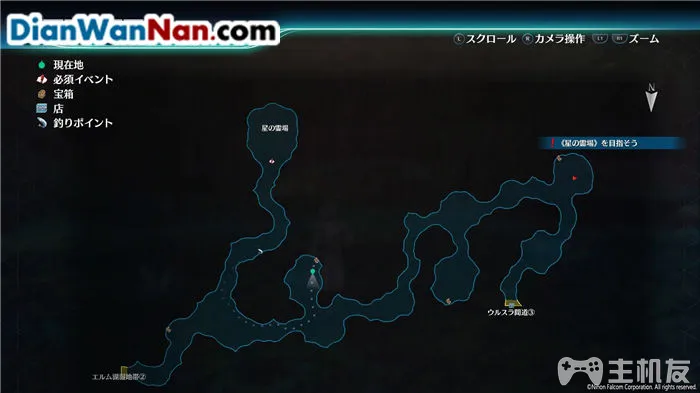 DianWanNan.com
L スクロール R カメラ操作 L1 R1 ズーム
現在地
必須イベント
宝箱
店
釣りポイント
N
星の霊場
！《星の霊場》を目指そう
ウルスラ間道③
エルム湖湿地帯②
主机友
©Nihon Falcom Corporation. All rights reserved.